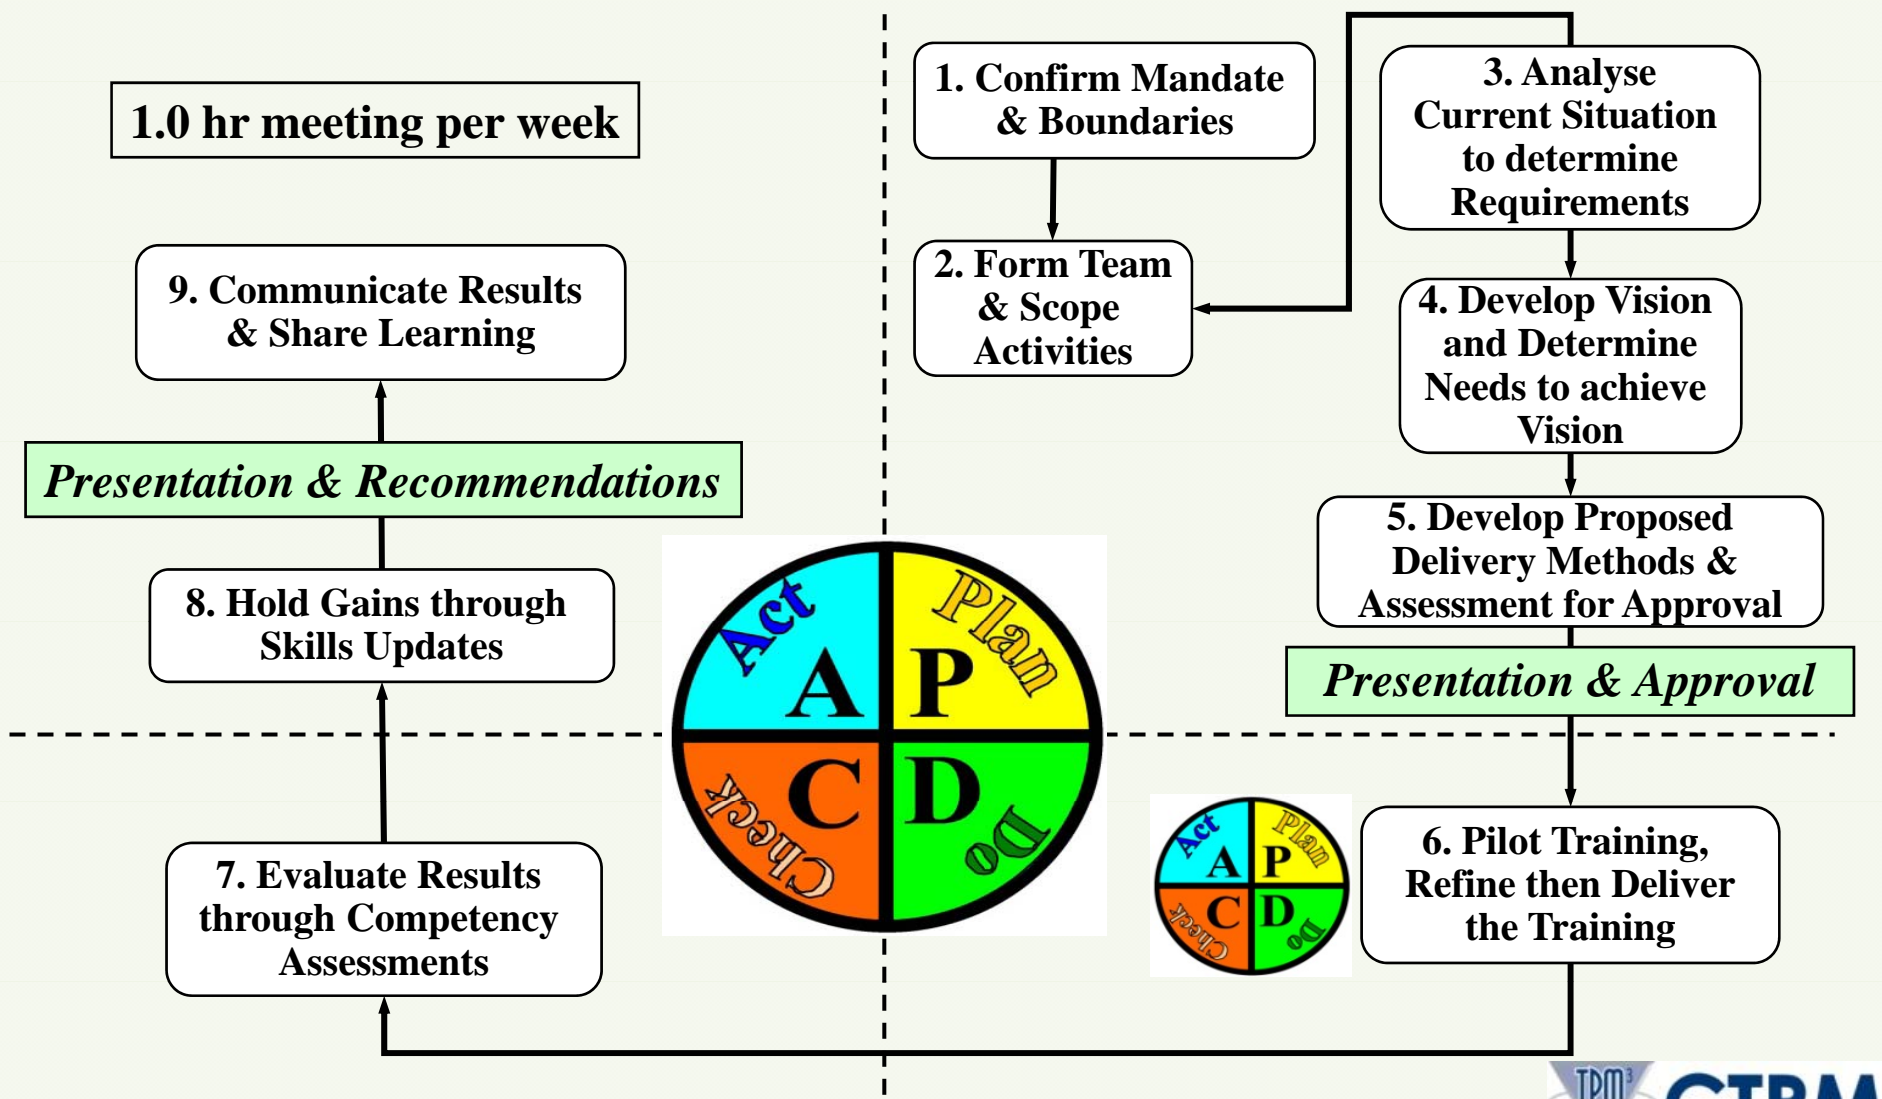 1.0 hr meeting per week
1. Confirm Mandate
& Boundaries
2. Form Team
& Scope
Activities
3. Analyse
Current Situation
to determine
Requirements
4. Develop Vision
and Determine
Needs to achieve
Vision
5. Develop Proposed
Delivery Methods &
Assessment for Approval
Presentation & Approval
6. Pilot Training,
Refine then Deliver
the Training
7. Evaluate Results
through Competency
Assessments
8. Hold Gains through
Skills Updates
Presentation & Recommendations
9. Communicate Results
& Share Learning
Act
Plan
A
P
C
D
Check
Do
Act
Plan
A
P
C
D
Check
Do
TPM³